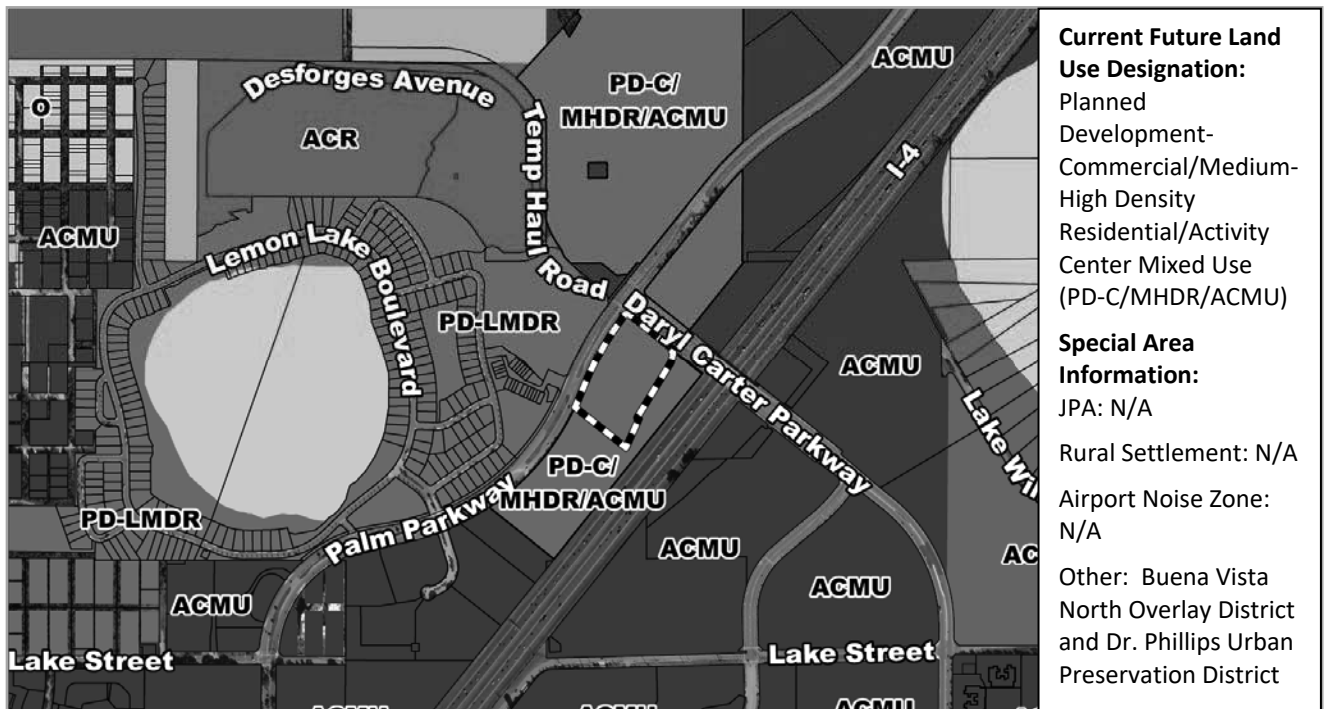 Desforges Avenue
ACMU
PD-C/
MHDR/ACMU
O
Temp Haul Road
ACR
I-4
ACMU
Lemon Lake Boulevard
PD-LMDR
Daryl Carter Parkway
ACMU
PD-C/
MHDR/ACMU
PD-LMDR
Palm Parkway
ACMU
ACMU
ACMU
Lake Street
Lake Street
Current Future Land
Use Designation:
Planned
Development-
Commercial/Medium-
High Density
Residential/Activity
Center Mixed Use
(PD-C/MHDR/ACMU)
Special Area
Information:
JPA: N/A
Rural Settlement: N/A
Airport Noise Zone:
N/A
Other: Buena Vista
North Overlay District
and Dr. Phillips Urban
Preservation District